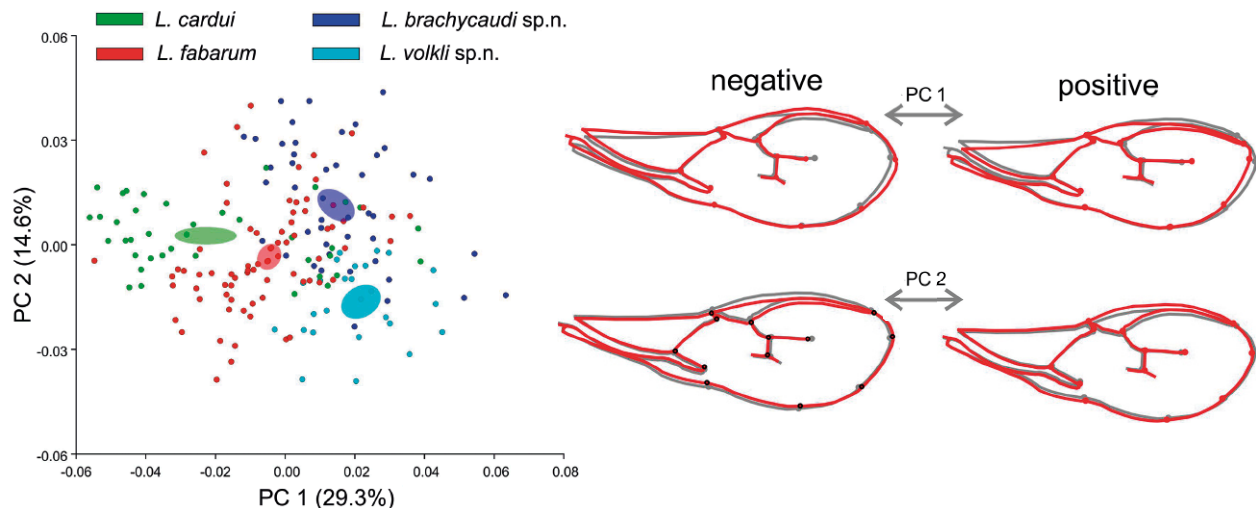 L. cardui
L. brachycaudi sp.n.
L. fabarum
L. volkli sp.n.
0.06
0.03
0.00
-0.03
-0.06
PC 2 (14.6%)
-0.06
-0.04
-0.02
0.00
0.02
0.04
0.06
0.08
PC 1 (29.3%)
negative
positive
PC 1
PC 2